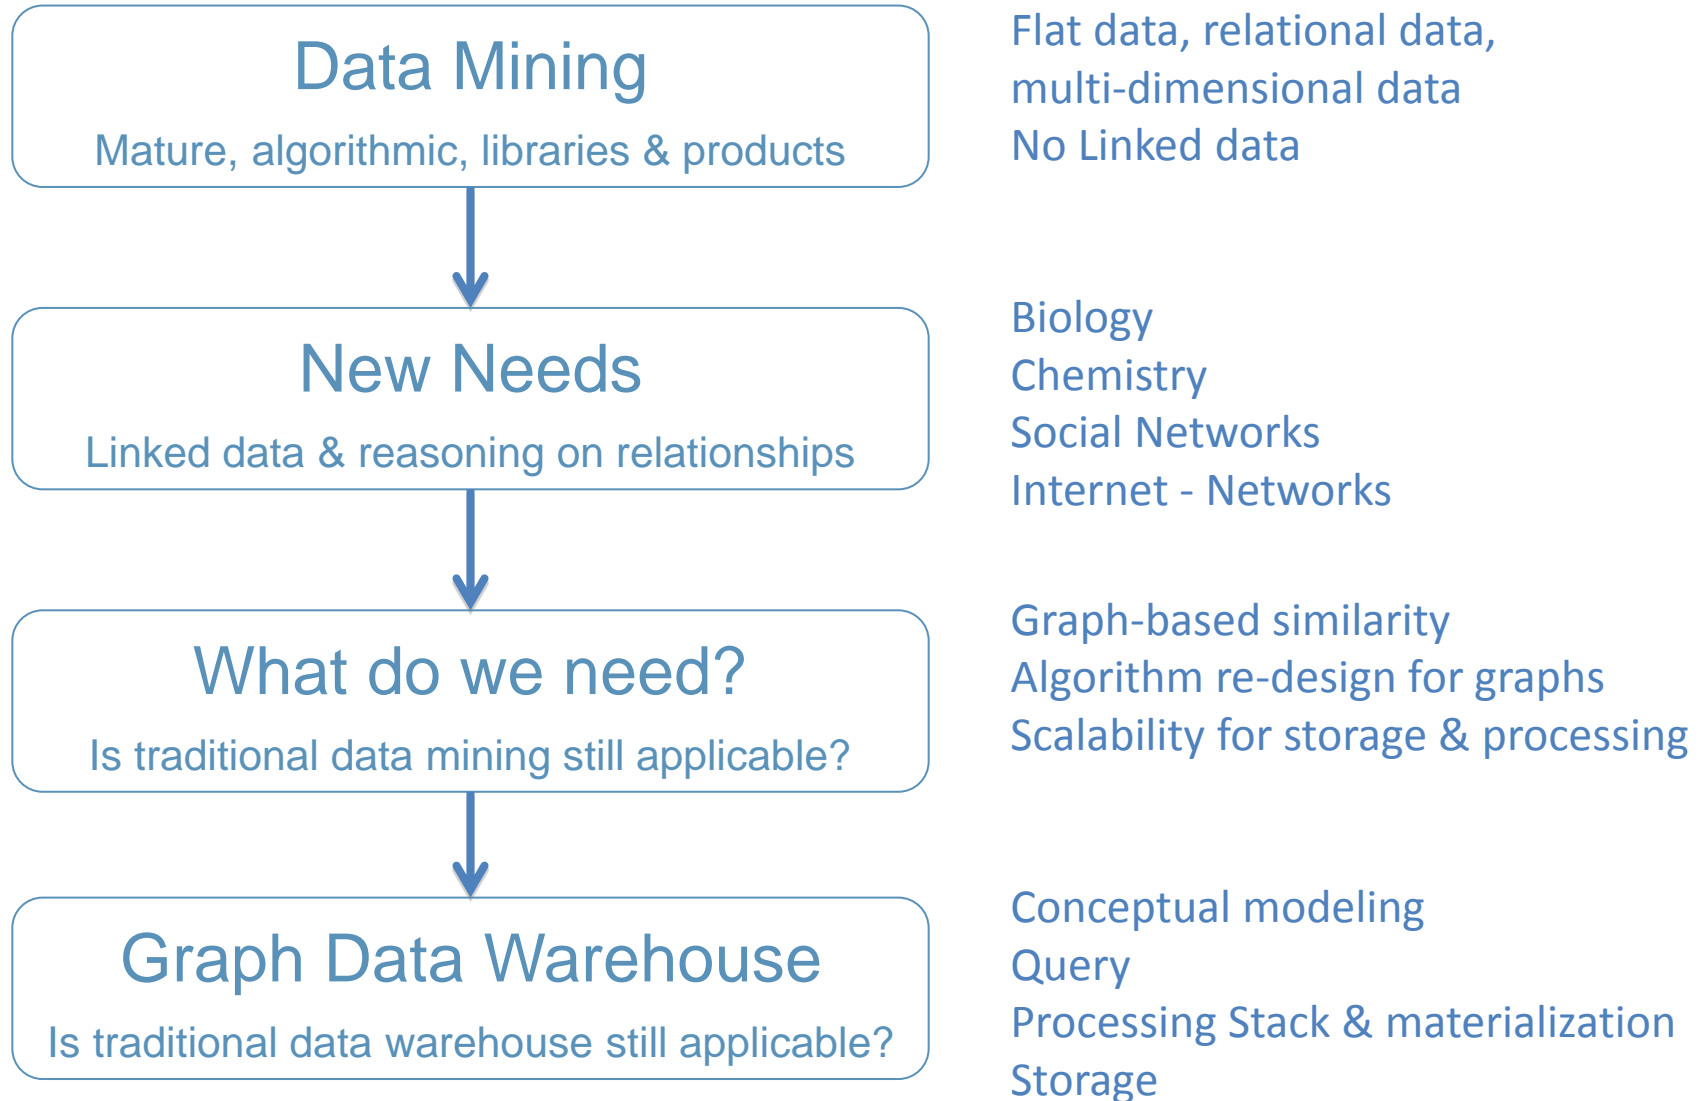 Data Mining
Mature, algorithmic, libraries & products
Flat data, relational data,
multi-dimensional data
No Linked data
New Needs
Linked data & reasoning on relationships
Biology
Chemistry
Social Networks
Internet - Networks
What do we need?
Is traditional data mining still applicable?
Graph-based similarity
Algorithm re-design for graphs
Scalability for storage & processing
Graph Data Warehouse
Is traditional data warehouse still applicable?
Conceptual modeling
Query
Processing Stack & materialization
Storage